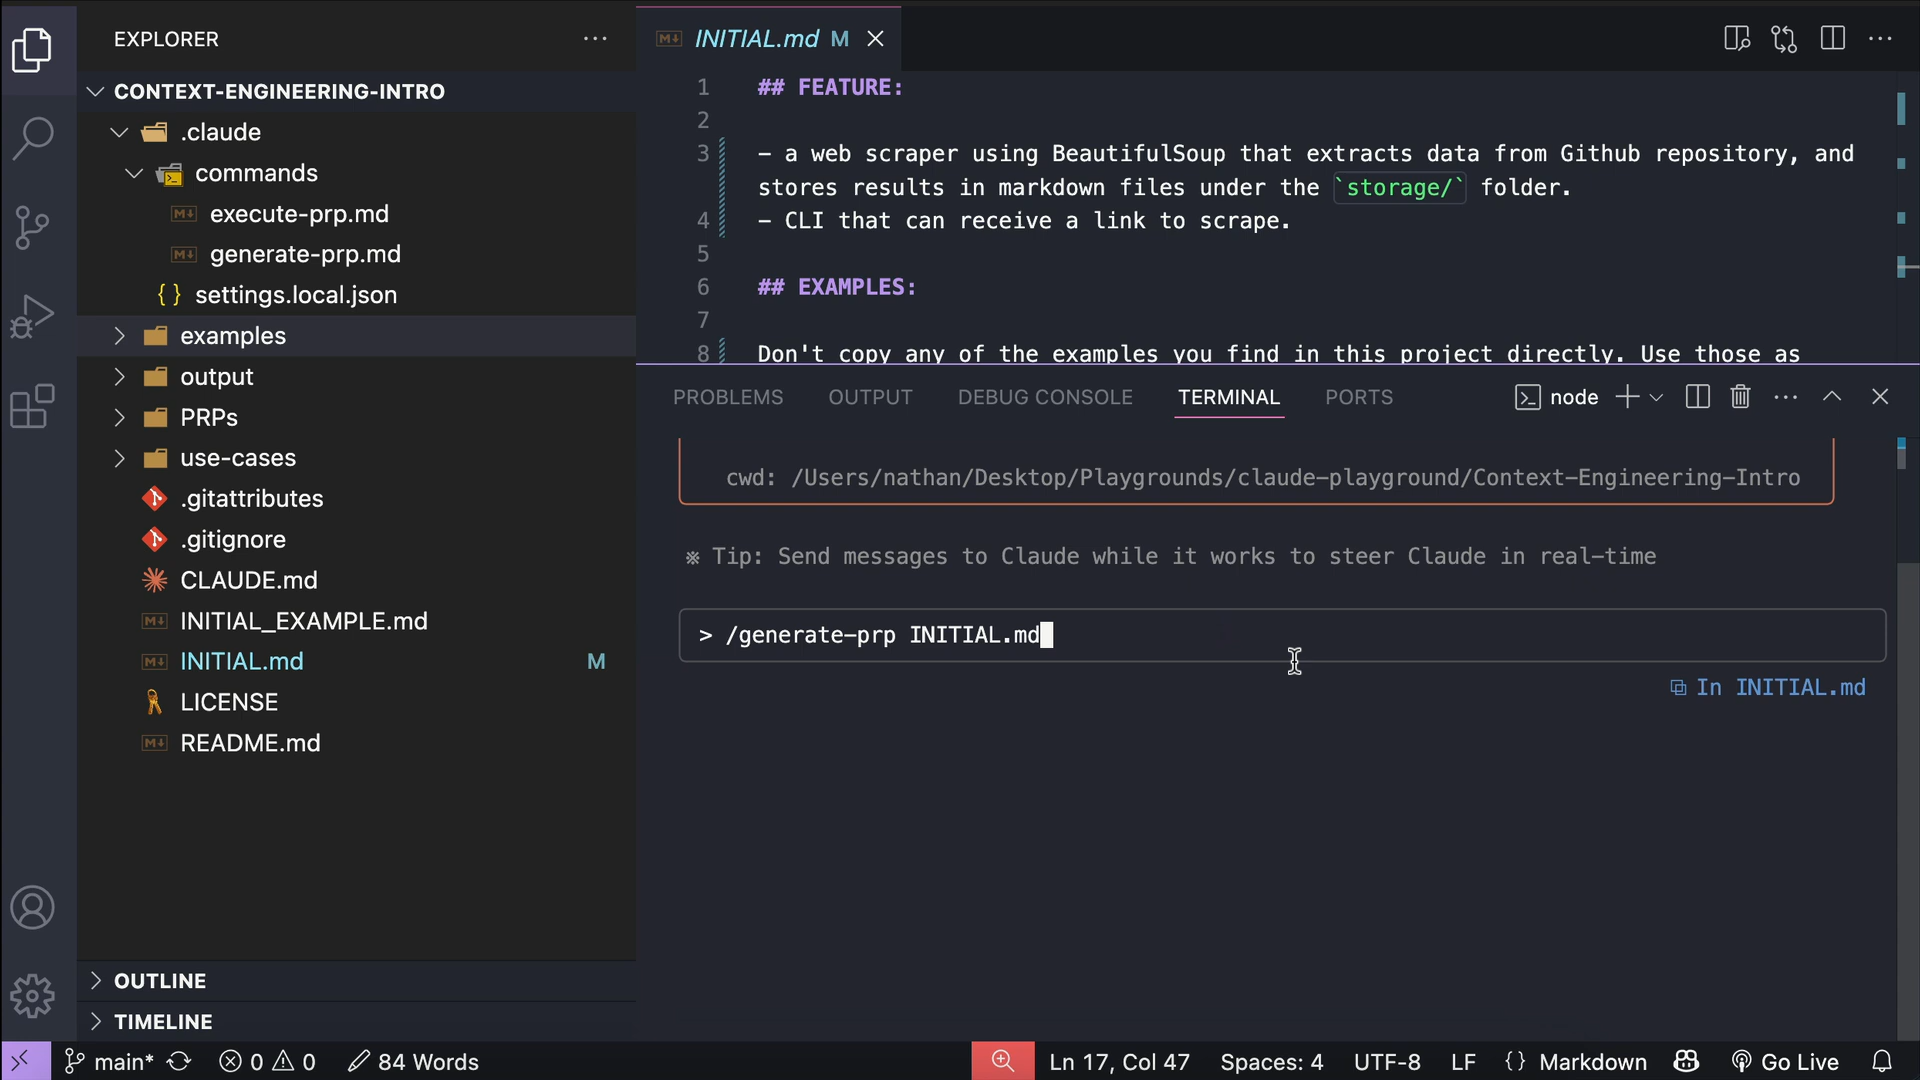 EXPLORER
CONTEXT-ENGINEERING-INTRO
.claude
commands
execute-prp.md
generate-prp.md
{ } settings.local.json
examples
output
PRPs
use-cases
.gitattributes
.gitignore
CLAUDE.md
INITIAL_EXAMPLE.md
INITIAL.md M
LICENSE
README.md
OUTLINE
TIMELINE
INITIAL.md M
1 ## FEATURE:
2
3 - a web scraper using BeautifulSoup that extracts data from Github repository, and
stores results in markdown files under the `storage/` folder.
4 - CLI that can receive a link to scrape.
5
6 ## EXAMPLES:
7
8 Don't copy any of the examples you find in this project directly. Use those as
PROBLEMS OUTPUT DEBUG CONSOLE TERMINAL PORTS node
cwd: /Users/nathan/Desktop/Playgrounds/claude-playground/Context-Engineering-Intro
※ Tip: Send messages to Claude while it works to steer Claude in real-time
> /generate-prp INITIAL.md
In INITIAL.md
main* 0 0 84 Words Ln 17, Col 47 Spaces: 4 UTF-8 LF { } Markdown Go Live